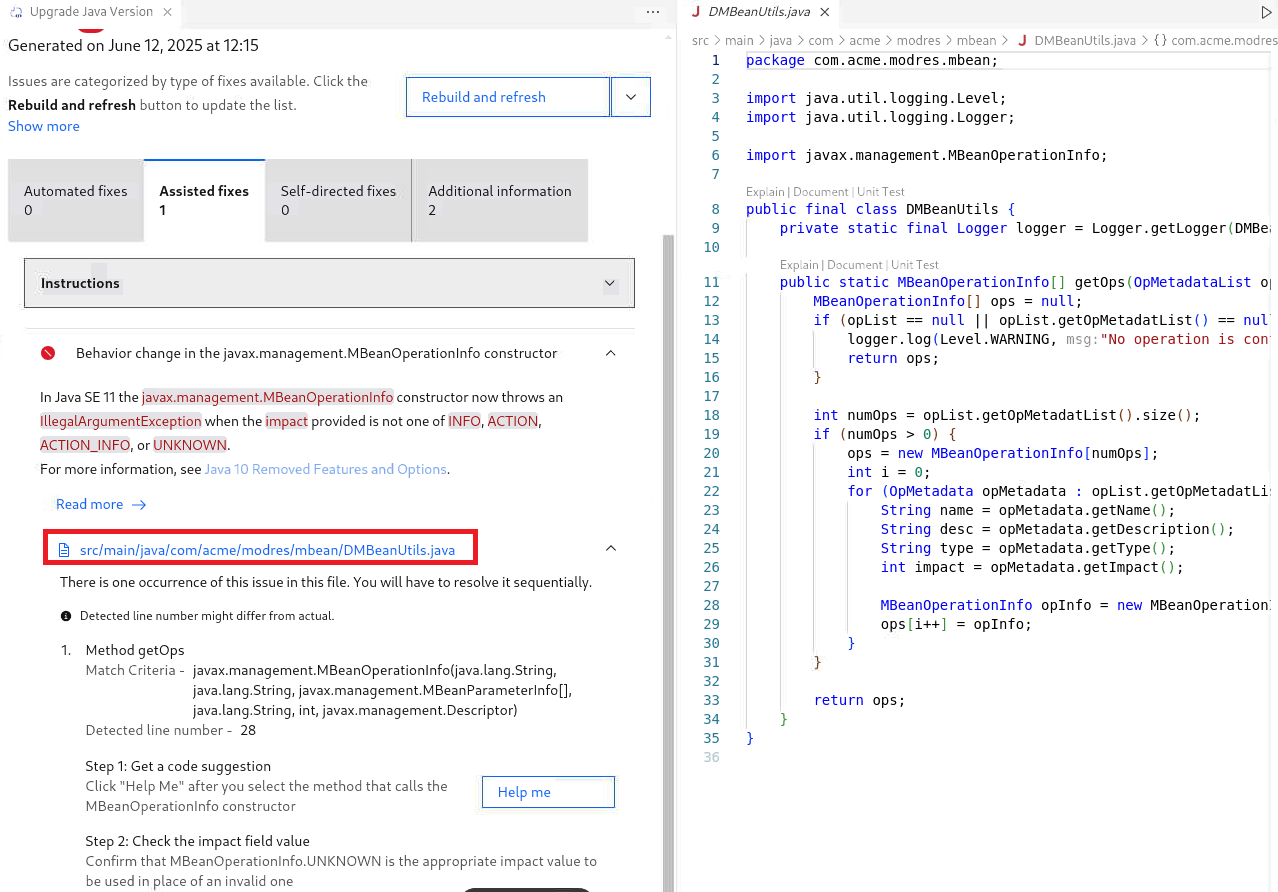 Upgrade Java Version
Generated on June 12, 2025 at 12:15
Issues are categorized by type of fixes available. Click the
Rebuild and refresh button to update the list.
Show more
Rebuild and refresh
Automated fixes
0
Assisted fixes
1
Self-directed fixes
0
Additional information
2
Instructions
Behavior change in the javax.management.MBeanOperationInfo constructor
In Java SE 11 the javax.management.MBeanOperationInfo constructor now throws an
IllegalArgumentException when the impact provided is not one of INFO, ACTION,
ACTION_INFO, or UNKNOWN.
For more information, see Java 10 Removed Features and Options.
Read more →
src/main/java/com/acme/modres/mbean/DMBeanUtils.java
There is one occurrence of this issue in this file. You will have to resolve it sequentially.
Detected line number might differ from actual.
1. Method getOps
Match Criteria - javax.management.MBeanOperationInfo(java.lang.String,
java.lang.String, javax.management.MBeanParameterInfo[],
java.lang.String, int, javax.management.Descriptor)
Detected line number - 28
Step 1: Get a code suggestion
Click "Help Me" after you select the method that calls the
MBeanOperationInfo constructor
Help me
Step 2: Check the impact field value
Confirm that MBeanOperationInfo.UNKNOWN is the appropriate impact value to
be used in place of an invalid one
DMBeanUtils.java
src > main > java > com > acme > modres > mbean > DMBeanUtils.java > {} com.acme.modres
1 package com.acme.modres.mbean;
2
3 import java.util.logging.Level;
4 import java.util.logging.Logger;
5
6 import javax.management.MBeanOperationInfo;
7
Explain | Document | Unit Test
8 public final class DMBeanUtils {
9 private static final Logger logger = Logger.getLogger(DMBea
10
Explain | Document | Unit Test
11 public static MBeanOperationInfo[] getOps(OpMetadataList op
12 MBeanOperationInfo[] ops = null;
13 if (opList == null || opList.getOpMetadatList() == nul
14 logger.log(Level.WARNING, msg:"No operation is con
15 return ops;
16 }
17
18 int numOps = opList.getOpMetadatList().size();
19 if (numOps > 0) {
20 ops = new MBeanOperationInfo[numOps];
21 int i = 0;
22 for (OpMetadata opMetadata : opList.getOpMetadatLis
23 String name = opMetadata.getName();
24 String desc = opMetadata.getDescription();
25 String type = opMetadata.getType();
26 int impact = opMetadata.getImpact();
27
28 MBeanOperationInfo opInfo = new MBeanOperationI
29 ops[i++] = opInfo;
30 }
31 }
32
33 return ops;
34 }
35 }
36